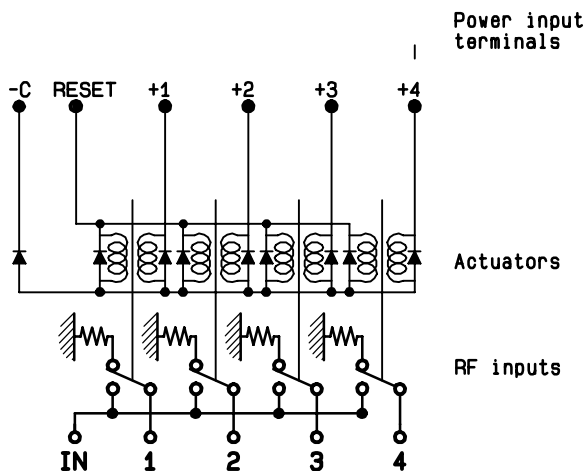 Power input
terminals
-C RESET +1 +2 +3 +4
Actuators
RF inputs
IN 1 2 3 4